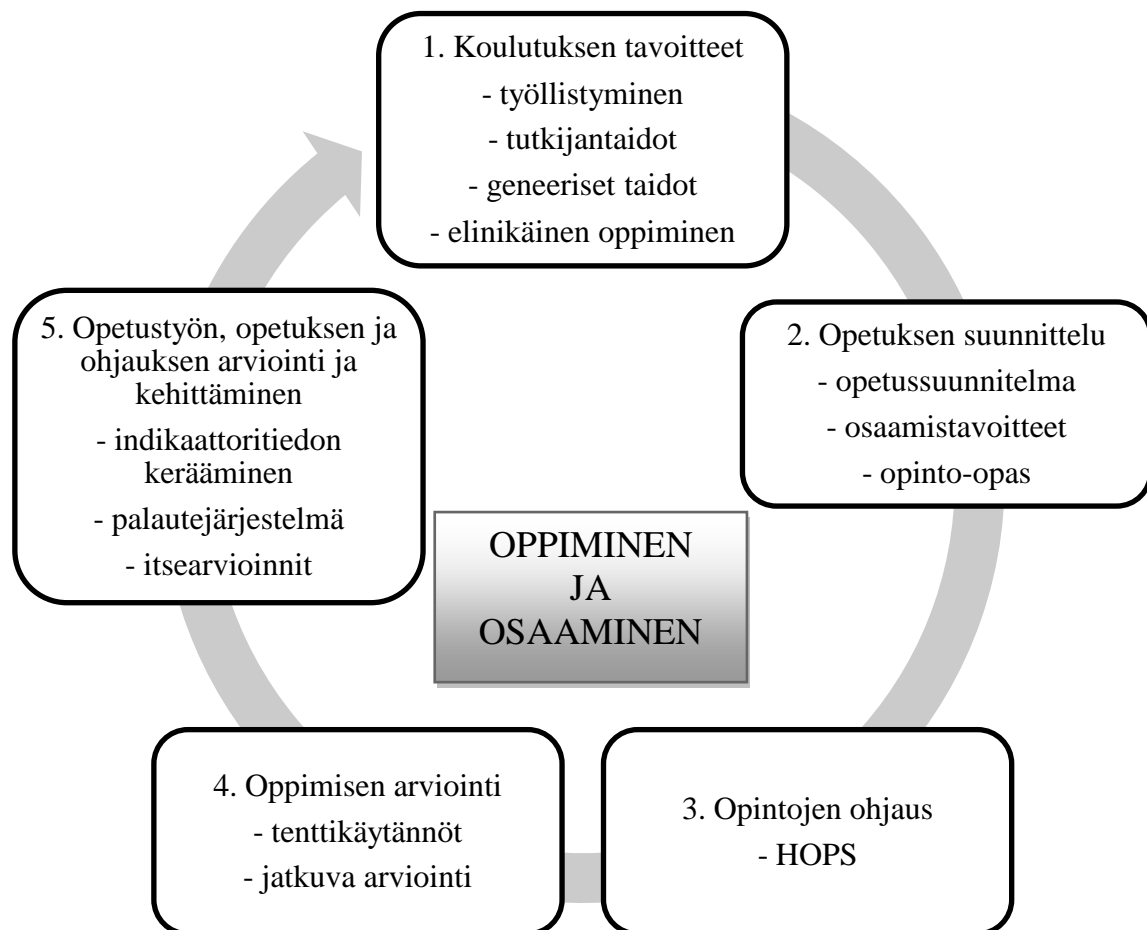 1. Koulutuksen tavoitteet
- työllistyminen
- tutkijantaidot
- geneeriset taidot
- elinikäinen oppiminen
2. Opetuksen suunnittelu
- opetussuunnitelma
- osaamistavoitteet
- opinto-opas
3. Opintojen ohjaus
- HOPS
4. Oppimisen arviointi
- tenttikäytännöt
- jatkuva arviointi
5. Opetustyön, opetuksen ja
ohjauksen arviointi ja
kehittäminen
- indikaattoritiedon
kerääminen
- palautejärjestelmä
- itsearvioinnit
OPPIMINEN
JA
OSAAMINEN